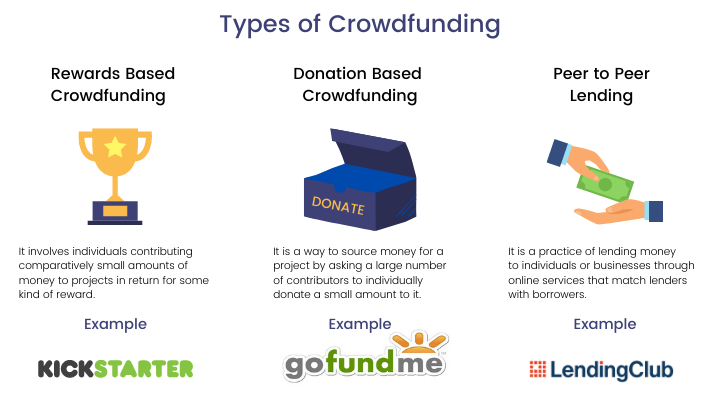 Types of Crowdfunding
Rewards Based
Crowdfunding
DONATE
It involves individuals contributing
comparatively small amounts of
money to projects in return for some
kind of reward.
Example
KICKSTARTER
Donation Based
Crowdfunding
It is a way to source money for a
project by asking a large number
of contributors to individually
donate a small amount to it.
Example
gofundme
Peer to Peer
Lending
It is a practice of lending money
to individuals or businesses through
online services that match lenders
with borrowers.
Example
LendingClub